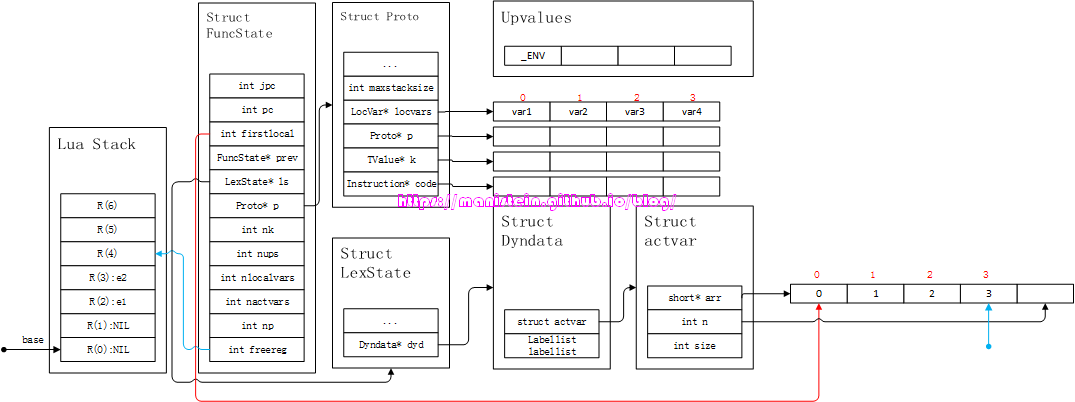 Lua Stack
R(6)
R(5)
R(4)
R(3):e2
R(2):e1
R(1):NIL
R(0):NIL
base
Struct
FuncState
int jpc
int pc
int firstlocal
FuncState* prev
LexState* ls
Proto* p
int nk
int nups
int nlocalvars
int nactvars
int np
int freereg
Struct Proto
...
int maxstacksize
LocVar* locvars
Proto* p
TValue* k
Instruction* code
Upvalues
_ENV
0 1 2 3
var1 var2 var3 var4
https://manistein.github.io/blog/
Struct
LexState
...
Dyndata* dyd
Struct
Dyndata
struct actvar
Labellist
labellist
Struct
actvar
short* arr
int n
int size
0 1 2 3
0 1 2 3